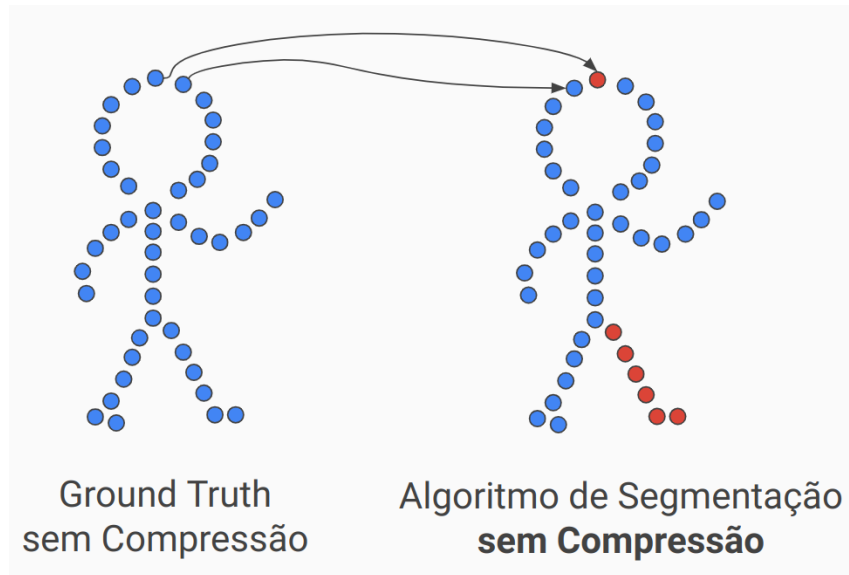 Ground Truth
sem Compressão
Algoritmo de Segmentação
sem Compressão